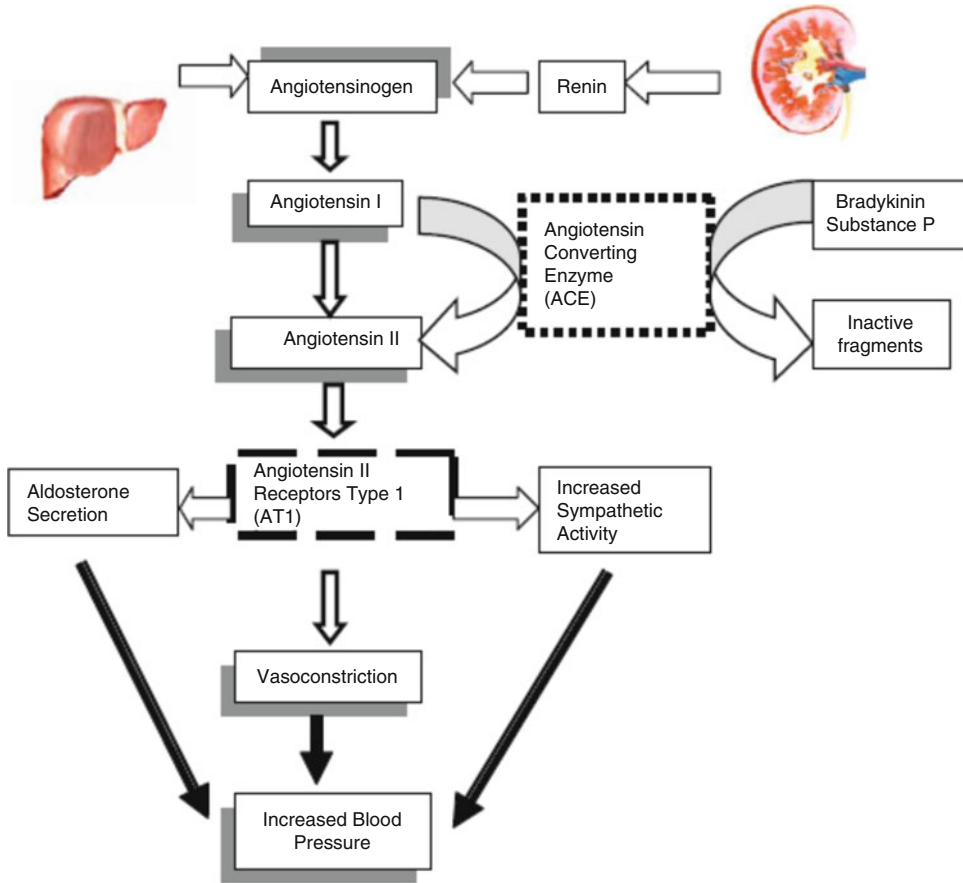 Angiotensinogen
Renin
Angiotensin I
Angiotensin
Converting
Enzyme
(ACE)
Bradykinin
Substance P
Angiotensin II
Inactive
fragments
Aldosterone
Secretion
Angiotensin II
Receptors Type 1
(AT1)
Increased
Sympathetic
Activity
Vasoconstriction
Increased Blood
Pressure